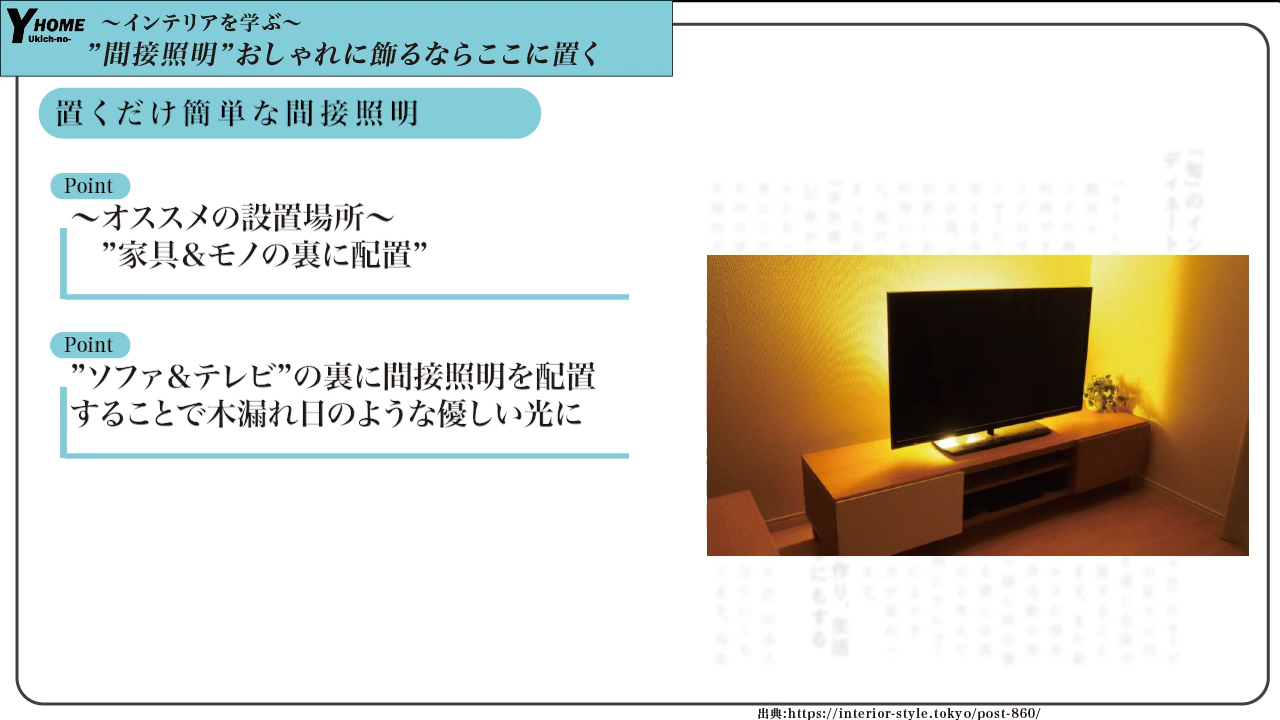 YHOME
Ukich-no-
～インテリアを学ぶ～
”間接照明”おしゃれに飾るならここに置く
置くだけ簡単な間接照明
Point
～オススメの設置場所～
”家具＆モノの裏に配置”
Point
”ソファ＆テレビ”の裏に間接照明を配置
することで木漏れ日のような優しい光に
出典:https://interior-style.tokyo/post-860/